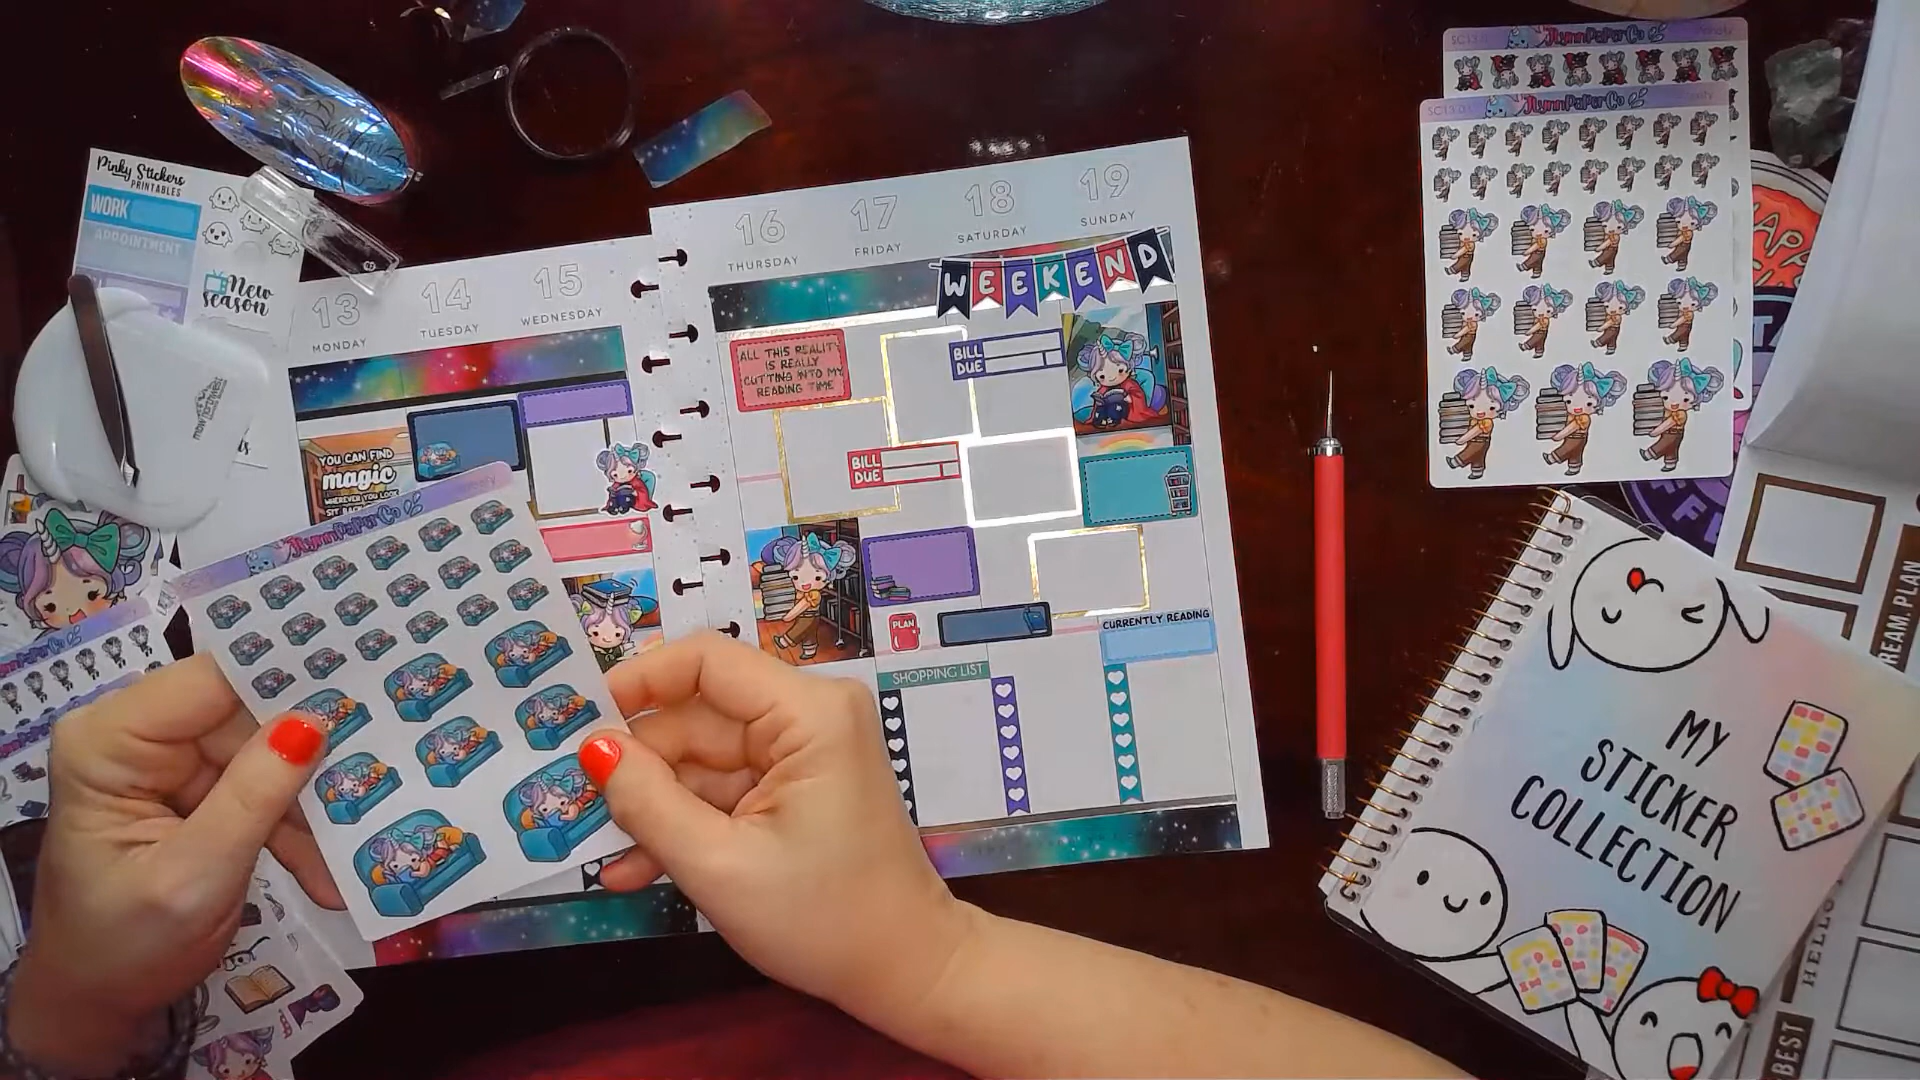 Pinky Stickers
PRINTABLES
WORK
APPOINTMENT
New
season
13
MONDAY
14
TUESDAY
15
WEDNESDAY
YOU CAN FIND
magic
WHEREVER YOU LOOK
16
THURSDAY
17
FRIDAY
18
SATURDAY
19
SUNDAY
WEEKEND
ALL THIS REALITY
IS REALLY
CUTTING INTO MY
READING TIME
BILL
DUE
BILL
DUE
PLAN
CURRENTLY READING
SHOPPING LIST
JLynnPaperCo
JLynnPaperCo
JLynnPaperCo
MY
STICKER
COLLECTION
BEST